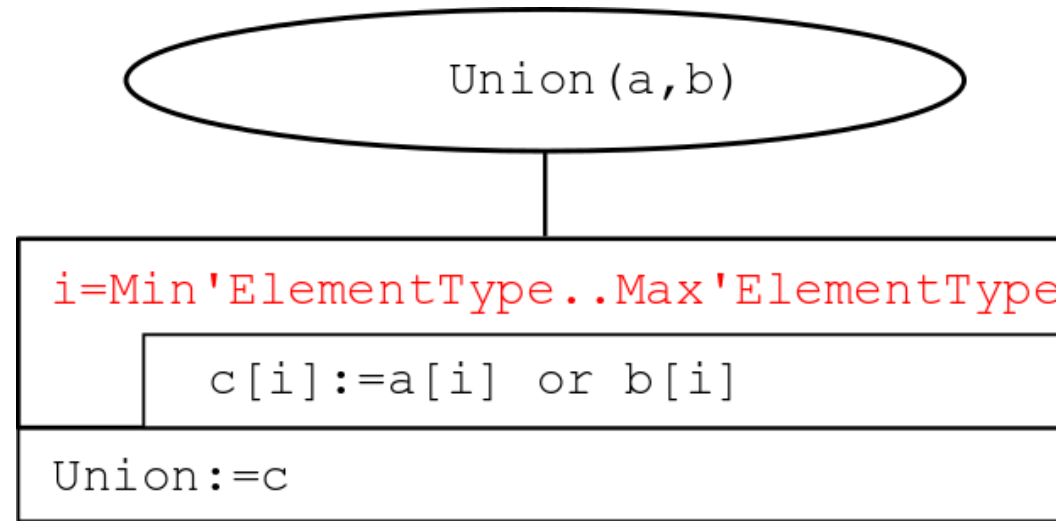 Union(a,b)
i=Min'ElementType..Max'ElementType
c[i]:=a[i] or b[i]
Union:=c